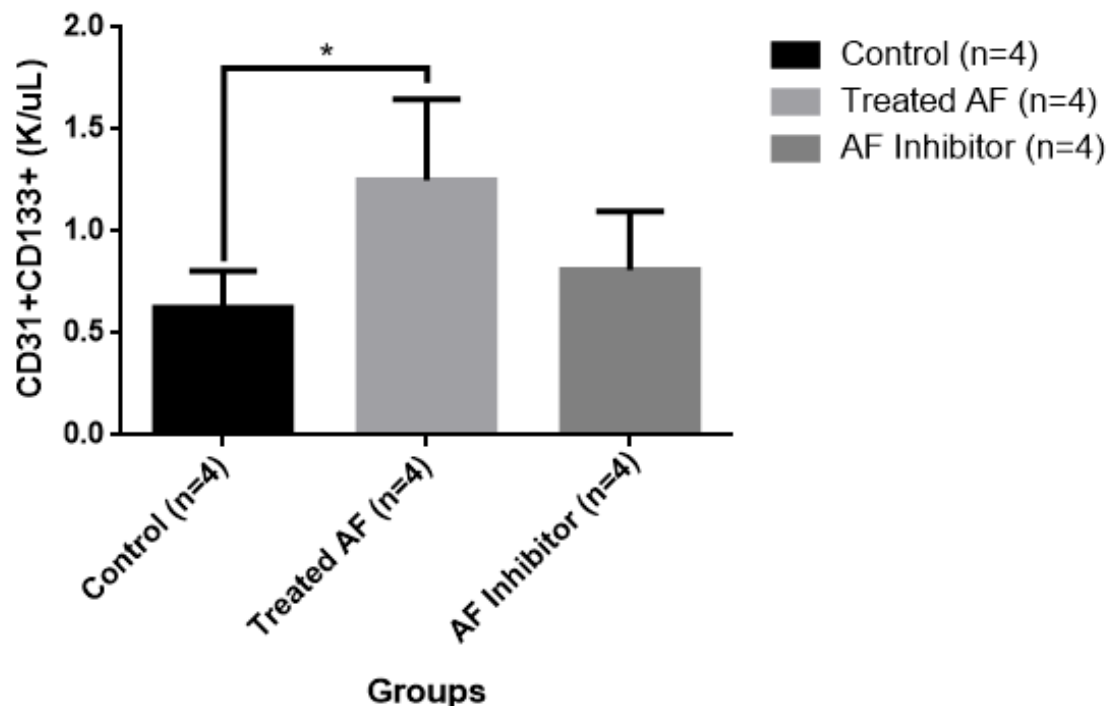 CD31+CD133+ (K/uL)
2.0
1.5
1.0
0.5
0.0
*
Control (n=4)
Treated AF (n=4)
AF Inhibitor (n=4)
Control (n=4)
Treated AF (n=4)
AF Inhibitor (n=4)
Groups